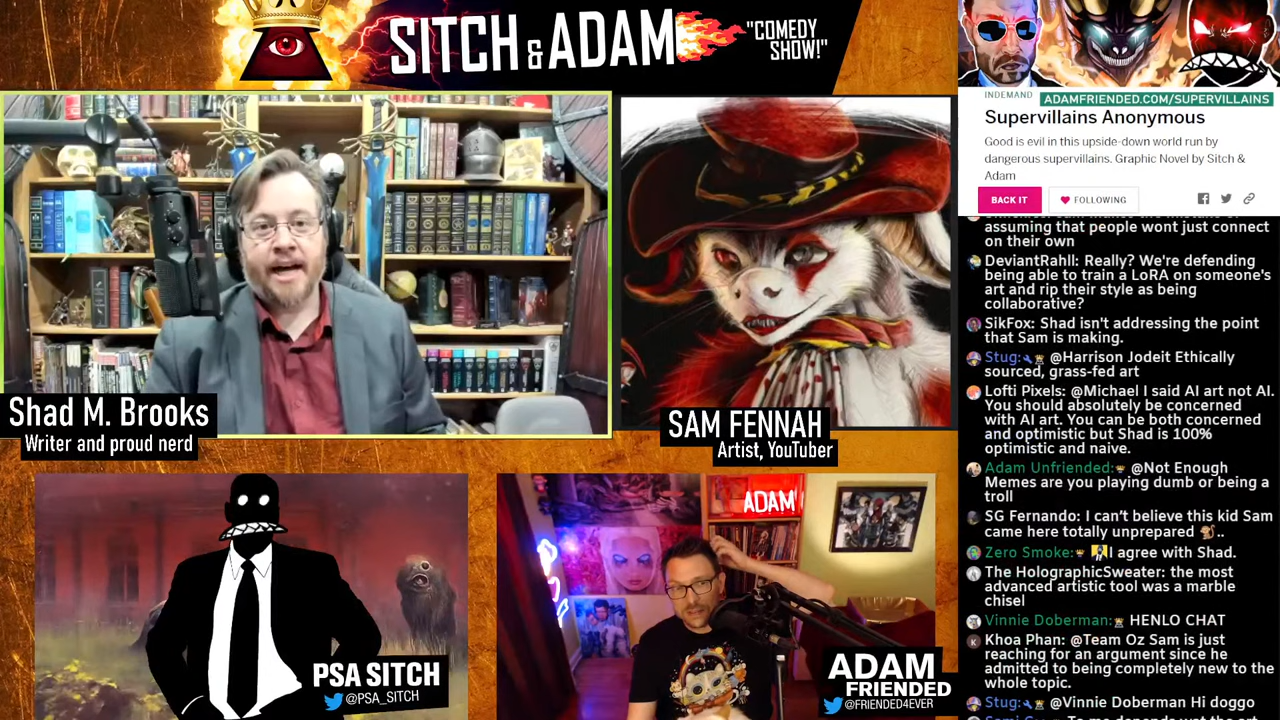 SITCH & ADAM
"COMEDY
SHOW!"
Shad M. Brooks
Writer and proud nerd
SAM FENNAH
Artist, YouTuber
PSA SITCH
@PSA_SITCH
ADAM
ADAM
FRIENDED
@FRIENDED4EVER
INDEMAND
ADAMFRIENDED.COM/SUPERVILLAINS
Supervillains Anonymous
Good is evil in this upside-down world run by
dangerous supervillains. Graphic Novel by Sitch &
Adam
BACK IT
FOLLOWING
assuming that people wont just connect
on their own
DeviantRahll: Really? We're defending
being able to train a LoRA on someone's
art and rip their style as being
collaborative?
SikFox: Shad isn't addressing the point
that Sam is making.
Stug: @Harrison Jodeit Ethically
sourced, grass-fed art
Lofti Pixels: @Michael I said AI art not AI.
You should absolutely be concerned
with AI art. You can be both concerned
and optimistic but Shad is 100%
optimistic and naive.
Adam Unfriended: @Not Enough
Memes are you playing dumb or being a
troll
SG Fernando: I can't believe this kid Sam
came here totally unprepared ..
Zero Smoke: I agree with Shad.
The HolographicSweater: the most
advanced artistic tool was a marble
chisel
Vinnie Doberman: HENLO CHAT
Khoa Phan: @Team Oz Sam is just
reaching for an argument since he
admitted to being completely new to the
whole topic.
Stug: @Vinnie Doberman Hi doggo